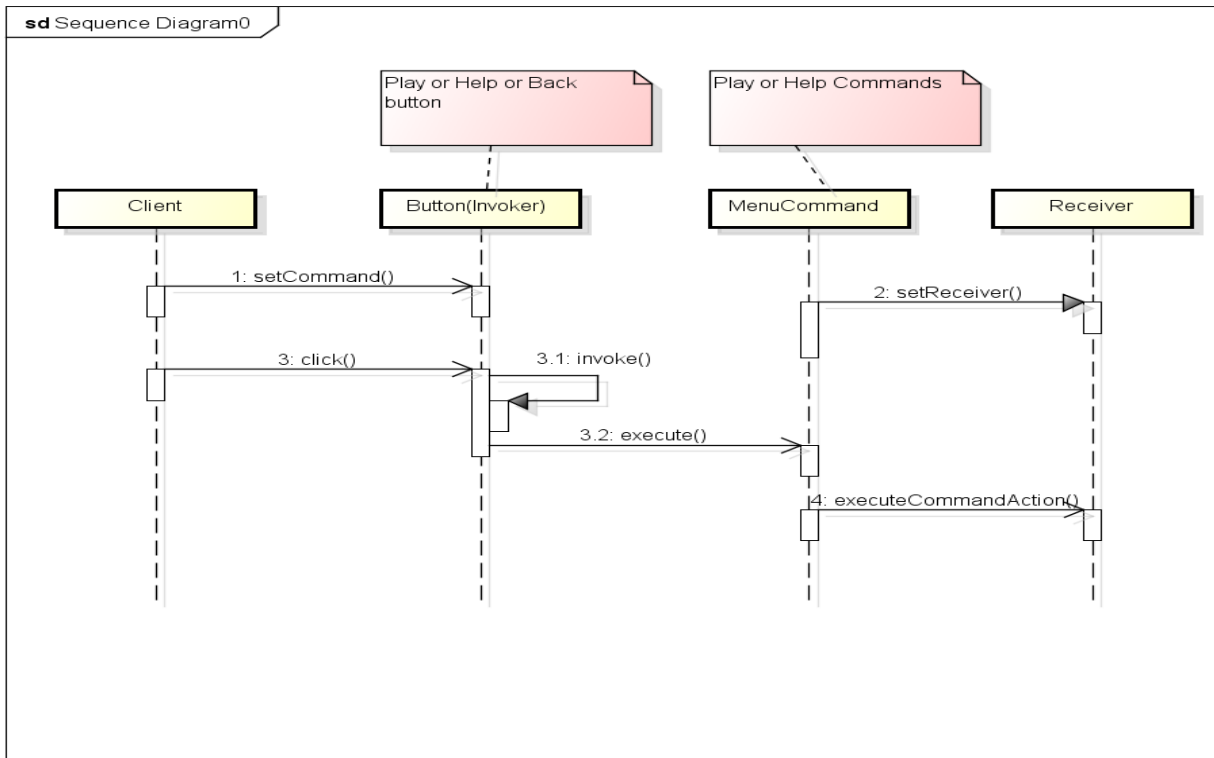 sd Sequence Diagram0
Play or Help or Back
button
Play or Help Commands
Client
Button(Invoker)
MenuCommand
Receiver
1: setCommand()
2: setReceiver()
3: click()
3.1: invoke()
3.2: execute()
4: executeCommandAction()